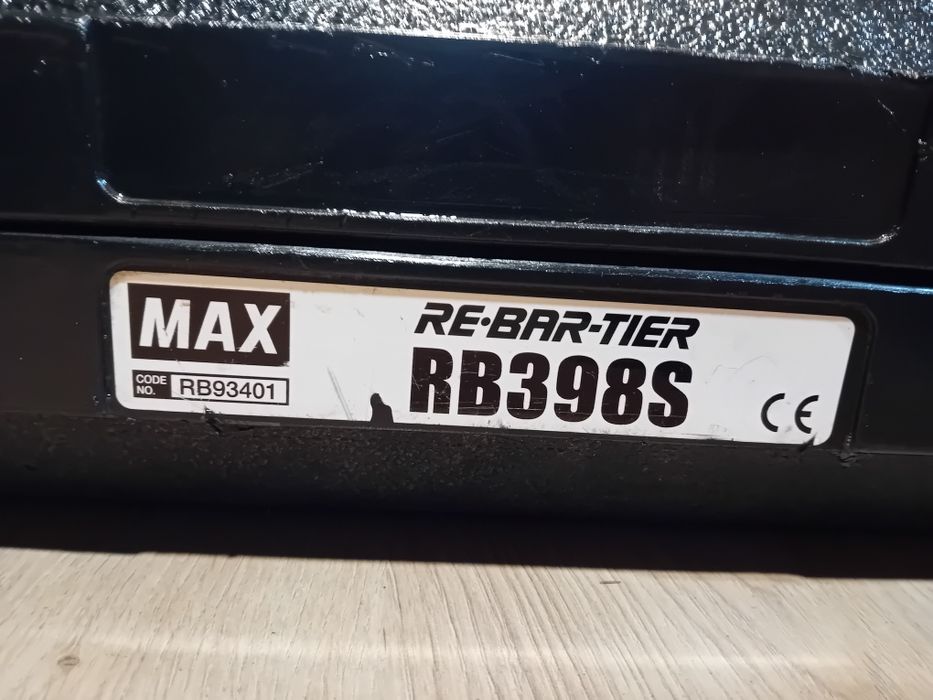 MAX
CODE NO. RB93401
RE·BAR-TIER
RB398S
CE